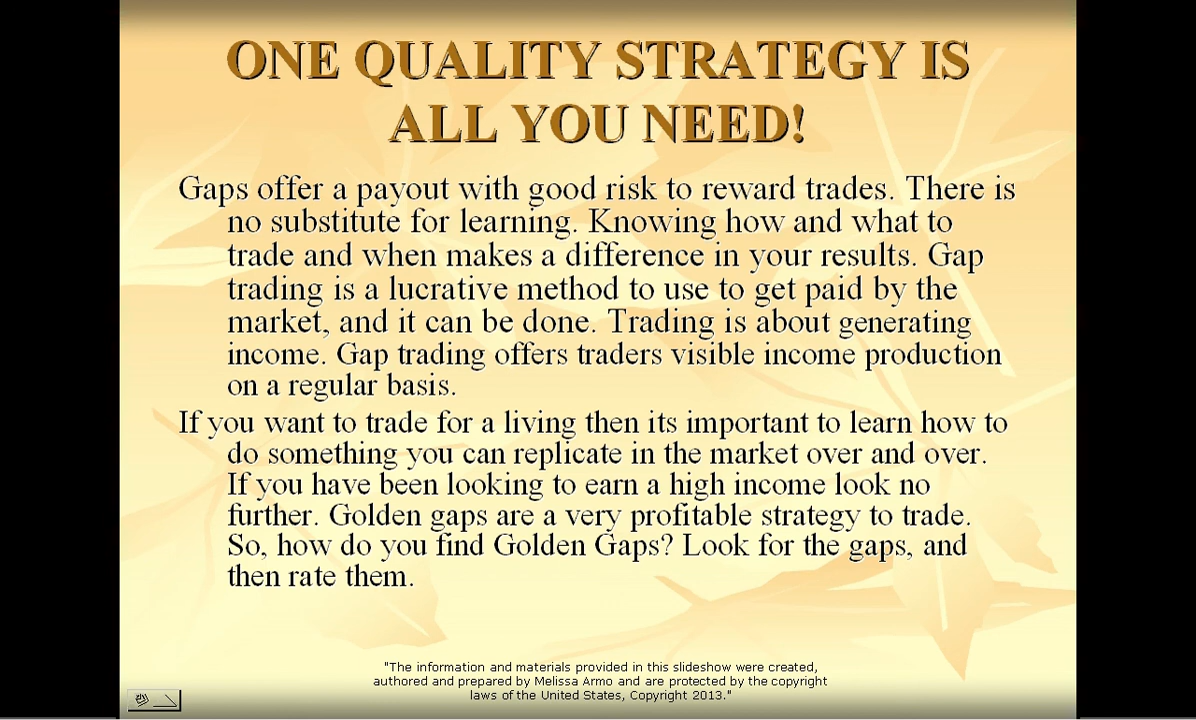 ONE QUALITY STRATEGY IS
ALL YOU NEED!
Gaps offer a payout with good risk to reward trades. There is
no substitute for learning. Knowing how and what to
trade and when makes a difference in your results. Gap
trading is a lucrative method to use to get paid by the
market, and it can be done. Trading is about generating
income. Gap trading offers traders visible income production
on a regular basis.
If you want to trade for a living then its important to learn how to
do something you can replicate in the market over and over.
If you have been looking to earn a high income look no
further. Golden gaps are a very profitable strategy to trade.
So, how do you find Golden Gaps? Look for the gaps, and
then rate them.
"The information and materials provided in this slideshow were created,
authored and prepared by Melissa Armo and are protected by the copyright
laws of the United States, Copyright 2013."